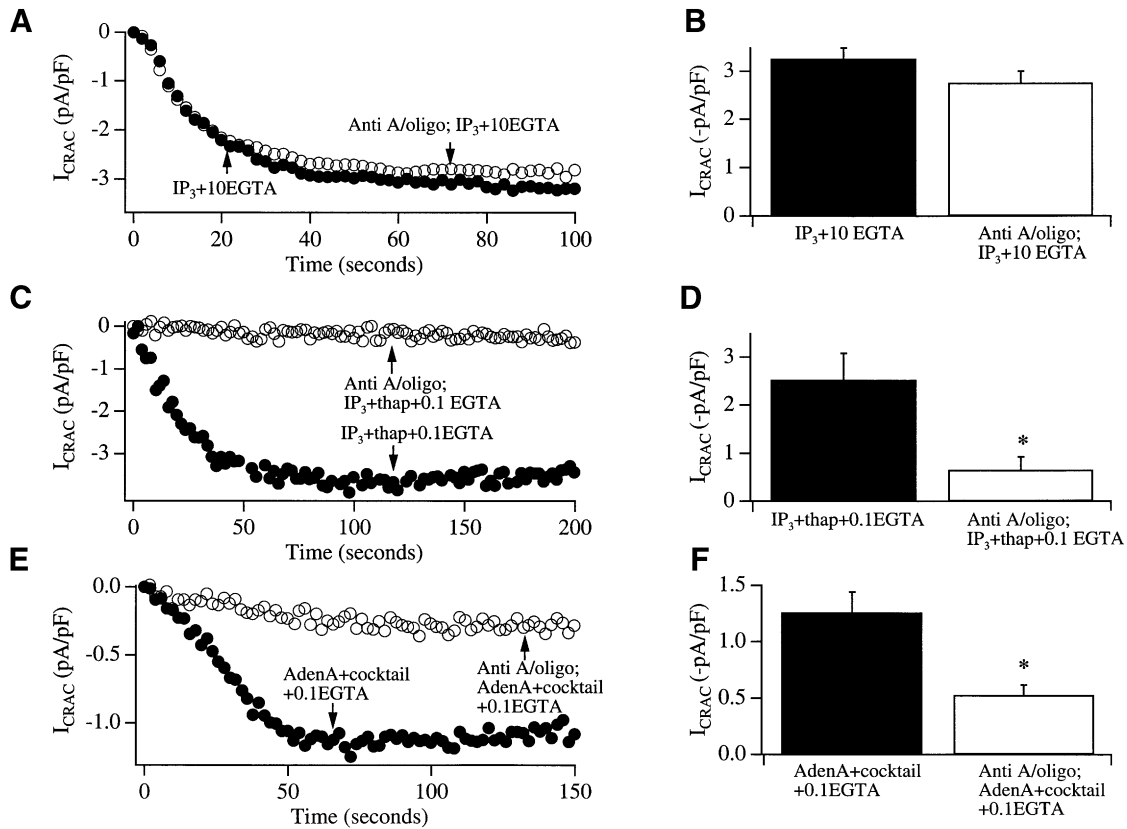 A
0
-1
-2
-3
I_CRAC (pA/pF)
Anti A/oligo; IP3+10EGTA
IP3+10EGTA
0 20 40 60 80 100
Time (seconds)
B
3
2
1
0
I_CRAC (-pA/pF)
IP3+10 EGTA
Anti A/oligo;
IP3+10 EGTA
C
0
-1
-2
-3
I_CRAC (pA/pF)
Anti A/oligo;
IP3+thap+0.1 EGTA
IP3+thap+0.1EGTA
0 50 100 150 200
Time (seconds)
D
3
2
1
0
I_CRAC (-pA/pF)
*
IP3+thap+0.1EGTA
Anti A/oligo;
IP3+thap+0.1 EGTA
E
0.0
-0.5
-1.0
I_CRAC (pA/pF)
AdenA+cocktail
+0.1EGTA
Anti A/oligo;
AdenA+cocktail
+0.1EGTA
0 50 100 150
Time (seconds)
F
1.5
1.0
0.5
0.0
I_CRAC (-pA/pF)
*
AdenA+cocktail
+0.1EGTA
Anti A/oligo;
AdenA+cocktail
+0.1EGTA